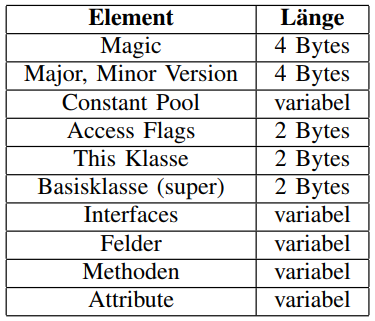 Element Länge
Magic 4 Bytes
Major, Minor Version 4 Bytes
Constant Pool variabel
Access Flags 2 Bytes
This Klasse 2 Bytes
Basisklasse (super) 2 Bytes
Interfaces variabel
Felder variabel
Methoden variabel
Attribute variabel